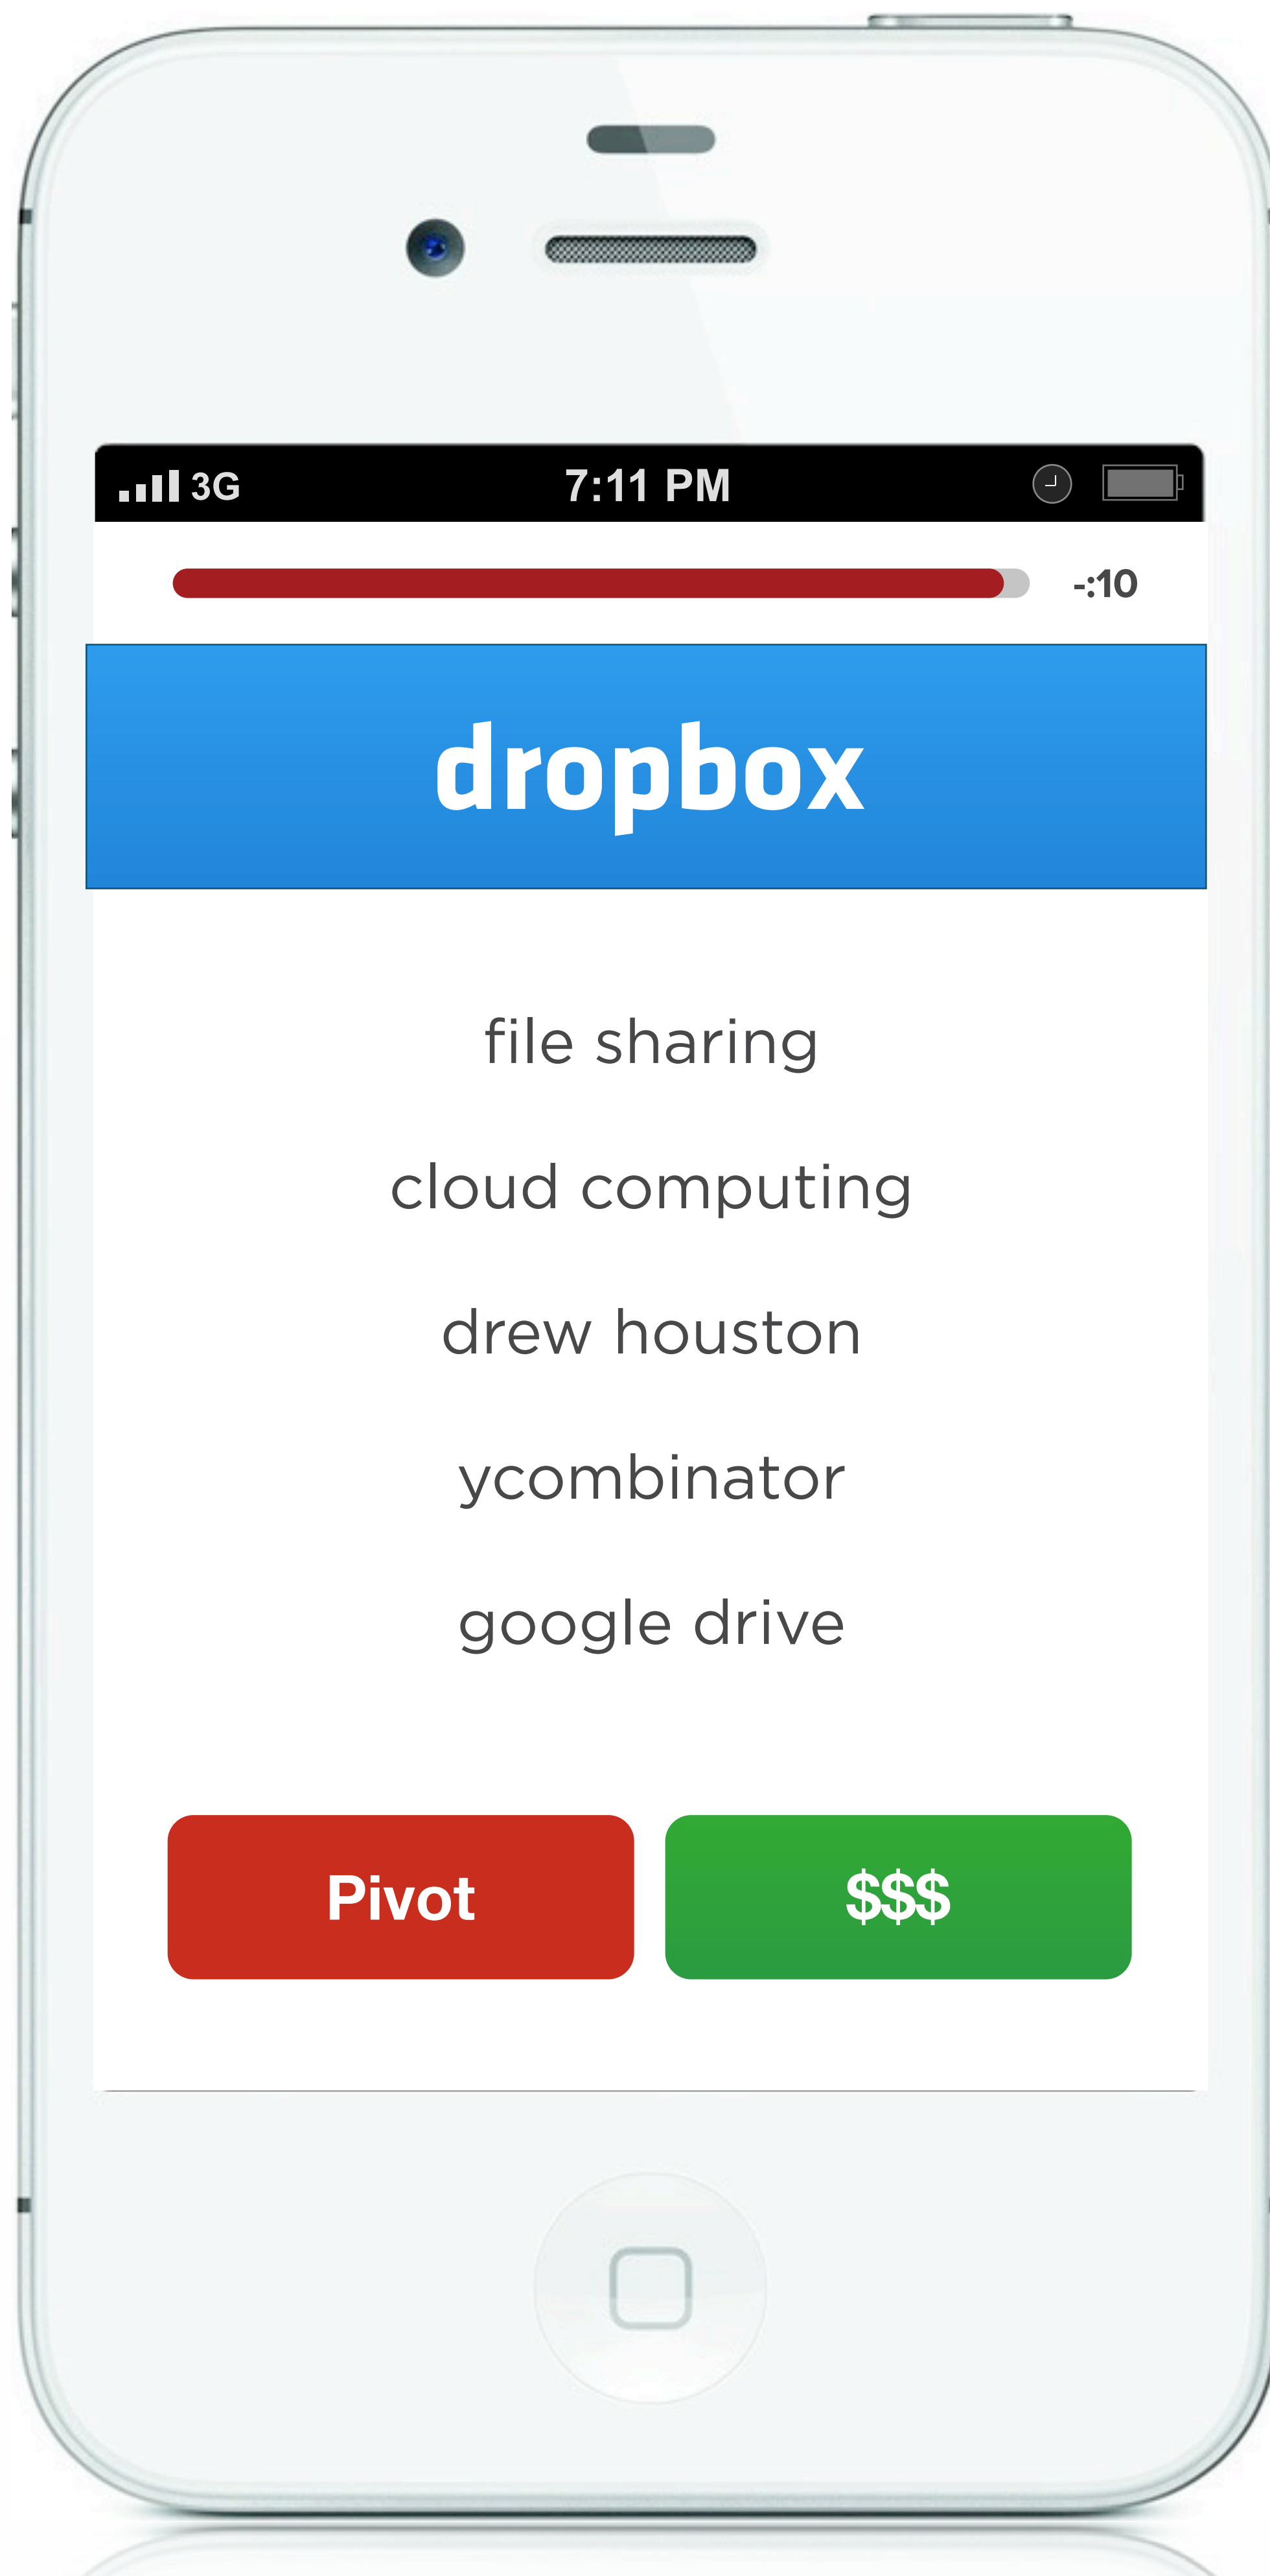 3G 7:11 PM
-:10
dropbox
file sharing
cloud computing
drew houston
ycombinator
google drive
Pivot $$$